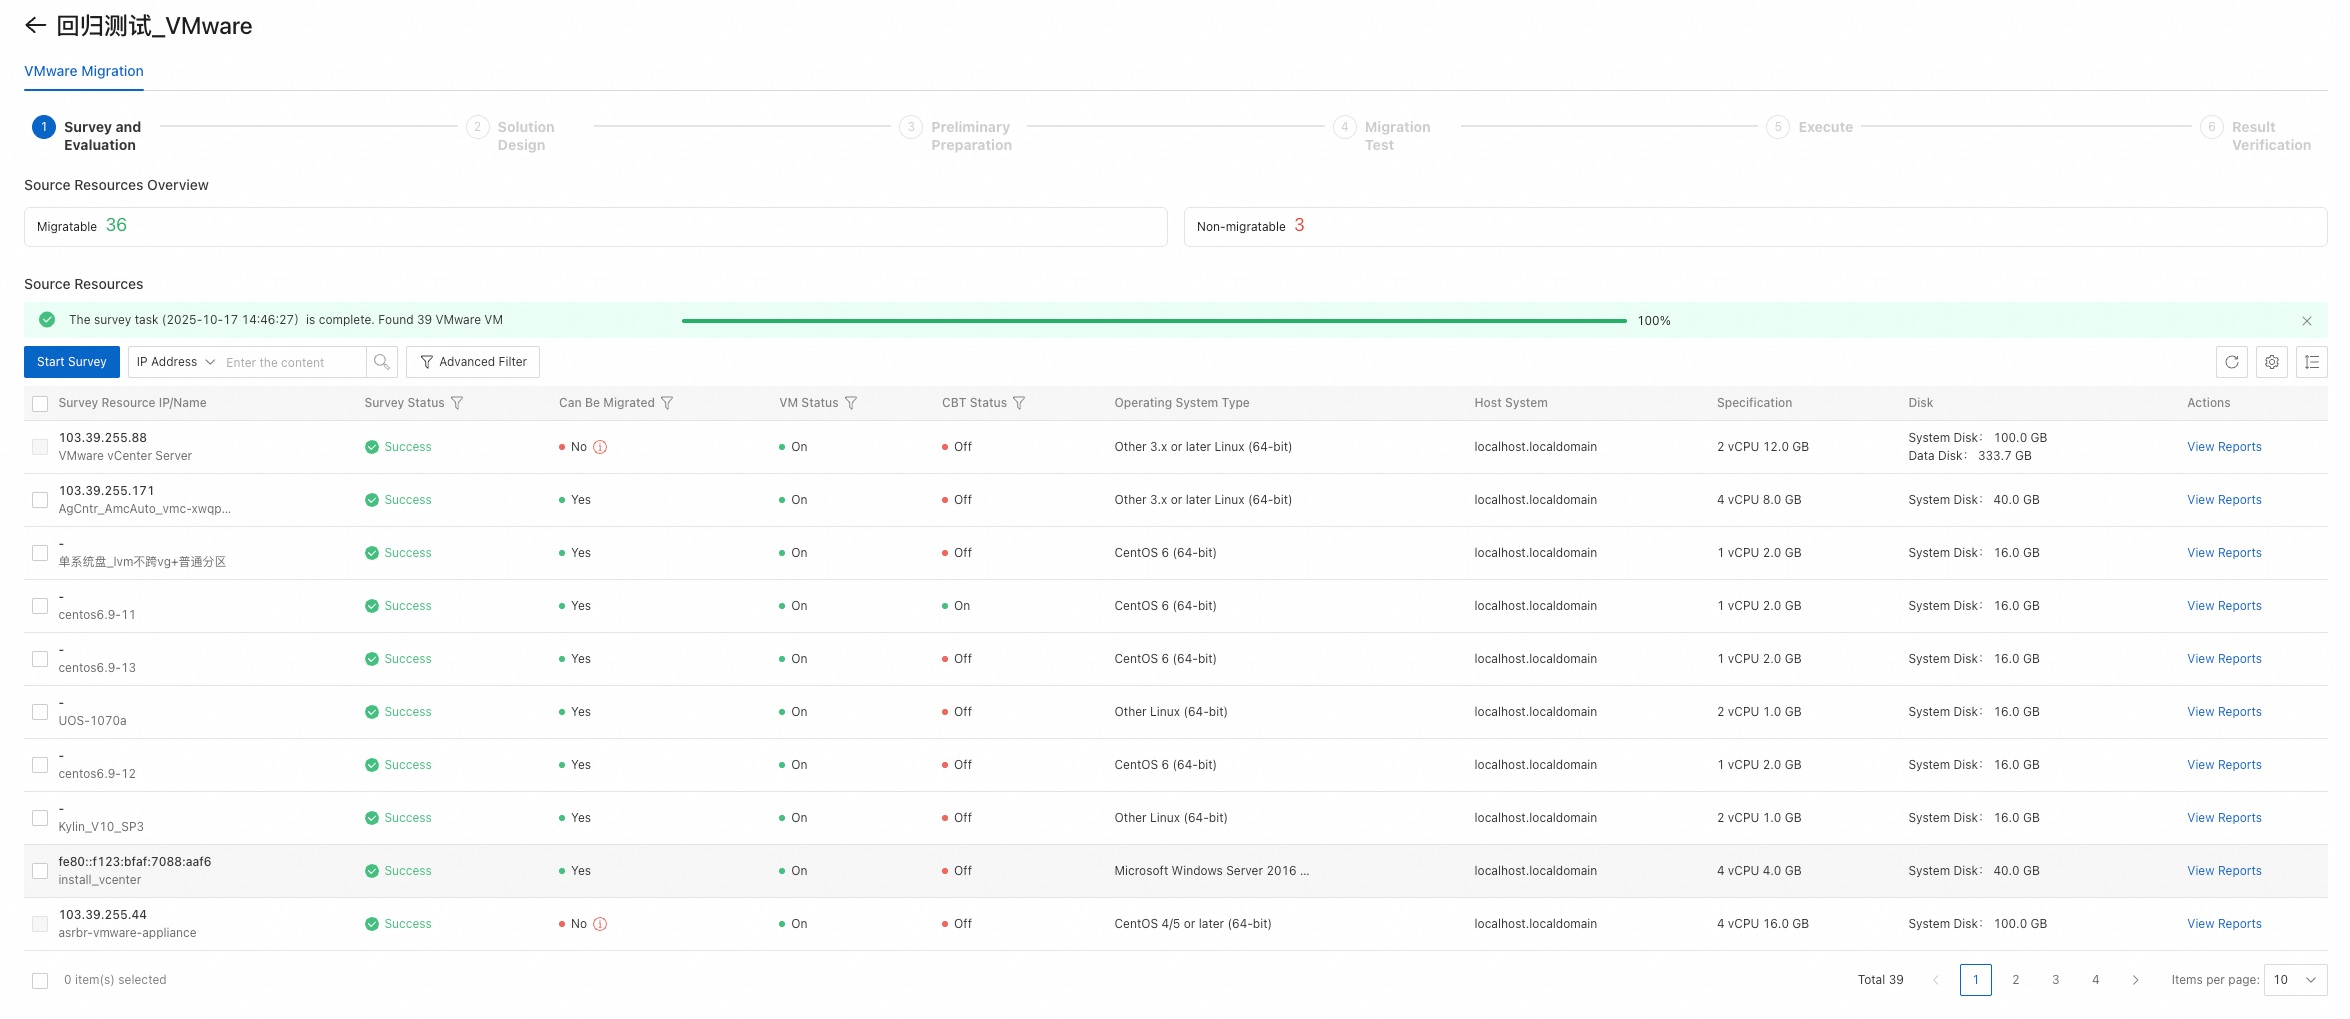 回归测试_VMware
VMware Migration
1 Survey and Evaluation
2 Solution Design
3 Preliminary Preparation
4 Migration Test
5 Execute
6 Result Verification
Source Resources Overview
Migratable 36
Non-migratable 3
Source Resources
The survey task (2025-10-17 14:46:27) is complete. Found 39 VMware VM 100%
Start Survey IP Address Enter the content Advanced Filter
Survey Resource IP/Name Survey Status Can Be Migrated VM Status CBT Status Operating System Type Host System Specification Disk Actions
103.39.255.88
VMware vCenter Server
Success No On Off Other 3.x or later Linux (64-bit) localhost.localdomain 2 vCPU 12.0 GB
System Disk: 100.0 GB
Data Disk: 333.7 GB
View Reports
103.39.255.171
AgCntr_AmcAuto_vmc-xwqp...
Success Yes On Off Other 3.x or later Linux (64-bit) localhost.localdomain 4 vCPU 8.0 GB System Disk: 40.0 GB View Reports
-
单系统盘_lvm不跨vg+普通分区
Success Yes On Off CentOS 6 (64-bit) localhost.localdomain 1 vCPU 2.0 GB System Disk: 16.0 GB View Reports
-
centos6.9-11
Success Yes On On CentOS 6 (64-bit) localhost.localdomain 1 vCPU 2.0 GB System Disk: 16.0 GB View Reports
-
centos6.9-13
Success Yes On Off CentOS 6 (64-bit) localhost.localdomain 1 vCPU 2.0 GB System Disk: 16.0 GB View Reports
-
UOS-1070a
Success Yes On Off Other Linux (64-bit) localhost.localdomain 2 vCPU 1.0 GB System Disk: 16.0 GB View Reports
-
centos6.9-12
Success Yes On Off CentOS 6 (64-bit) localhost.localdomain 1 vCPU 2.0 GB System Disk: 16.0 GB View Reports
-
Kylin_V10_SP3
Success Yes On Off Other Linux (64-bit) localhost.localdomain 2 vCPU 1.0 GB System Disk: 16.0 GB View Reports
fe80::f123:bfaf:7088:aaf6
install_vcenter
Success Yes On Off Microsoft Windows Server 2016 ... localhost.localdomain 4 vCPU 4.0 GB System Disk: 40.0 GB View Reports
103.39.255.44
asrbr-vmware-appliance
Success No On Off CentOS 4/5 or later (64-bit) localhost.localdomain 4 vCPU 16.0 GB System Disk: 100.0 GB View Reports
0 item(s) selected
Total 39 1 2 3 4 Items per page: 10